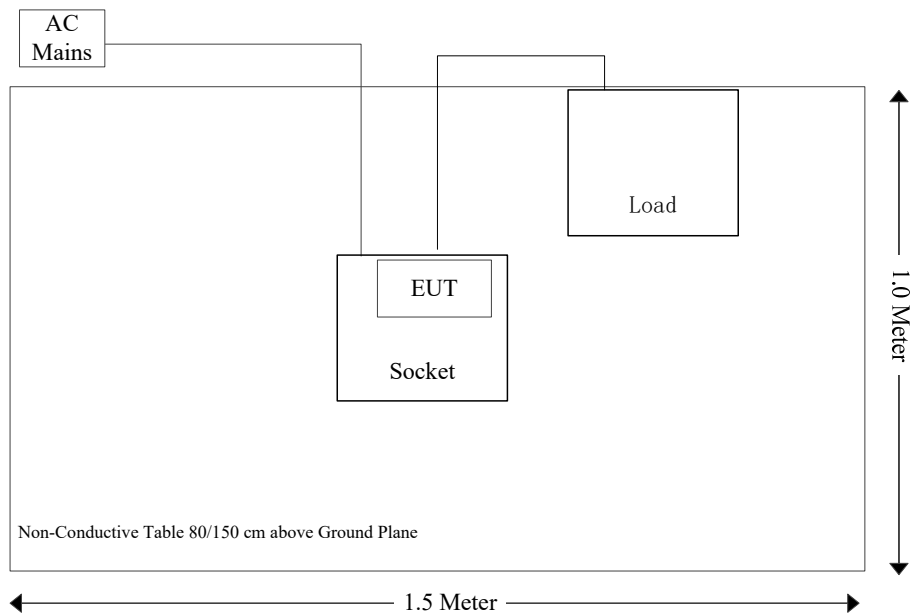 AC
Mains
Load
EUT
Socket
1.0 Meter
Non-Conductive Table 80/150 cm above Ground Plane
1.5 Meter